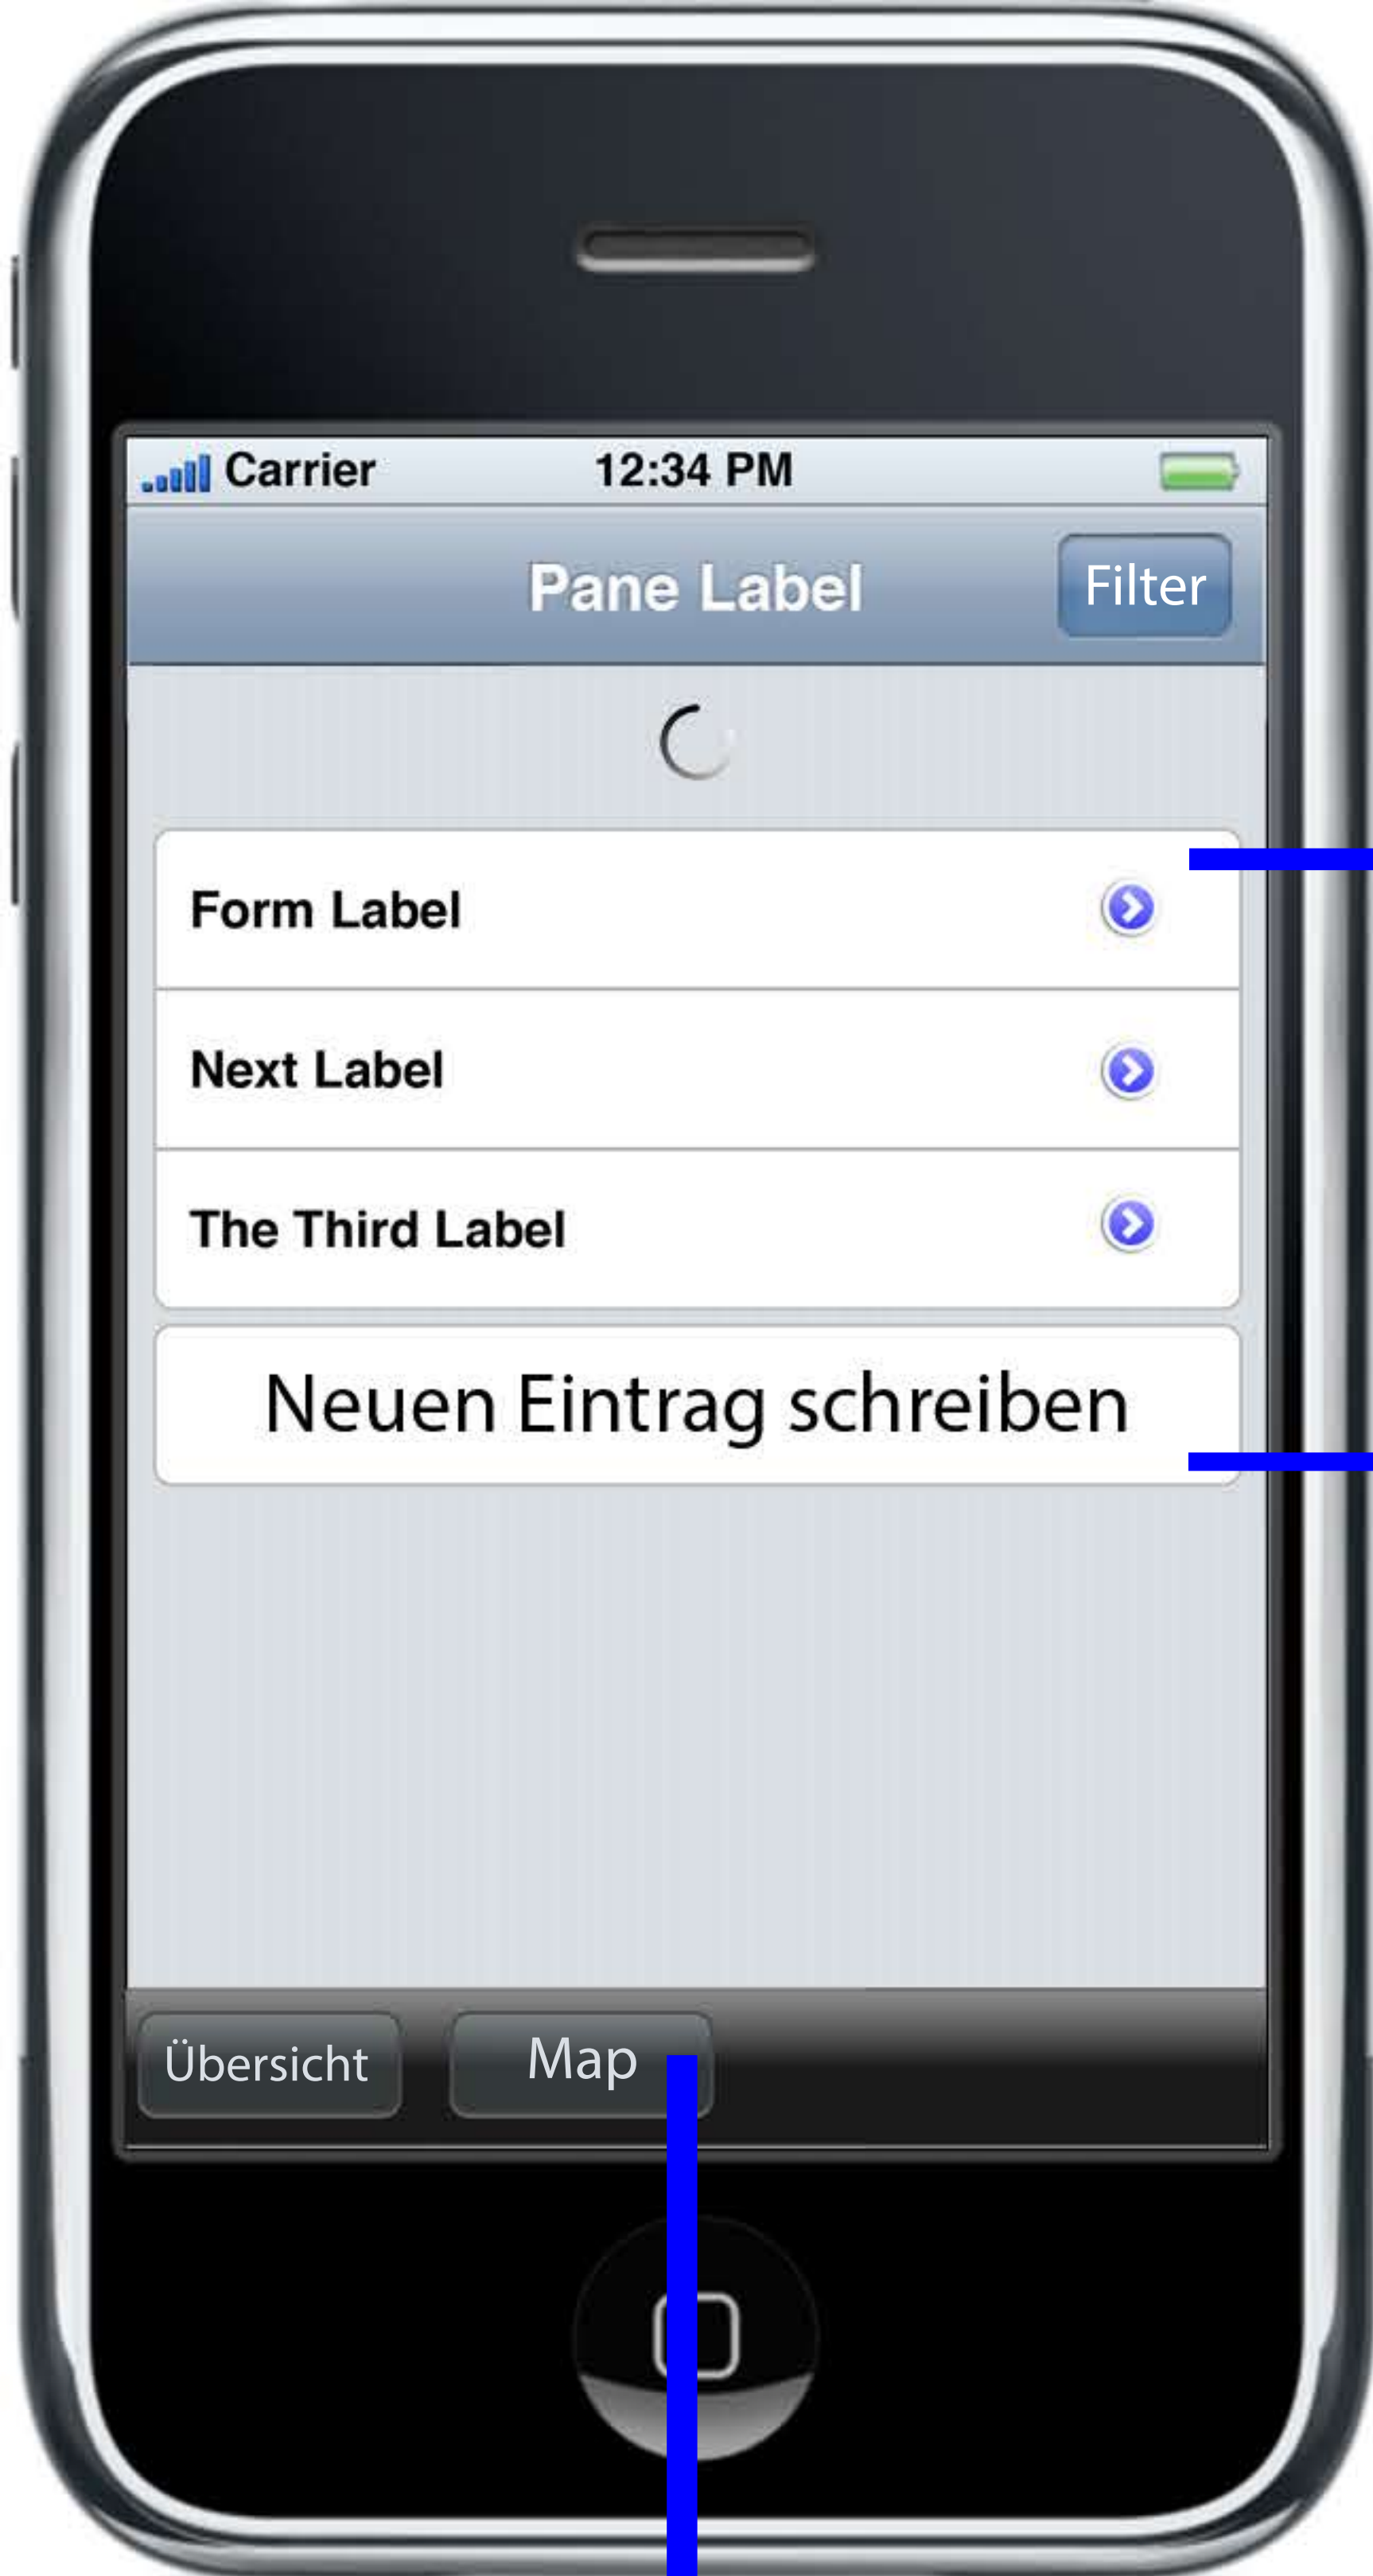 Carrier 12:34 PM
Pane Label Filter
Form Label
Next Label
The Third Label
Neuen Eintrag schreiben
Übersicht Map